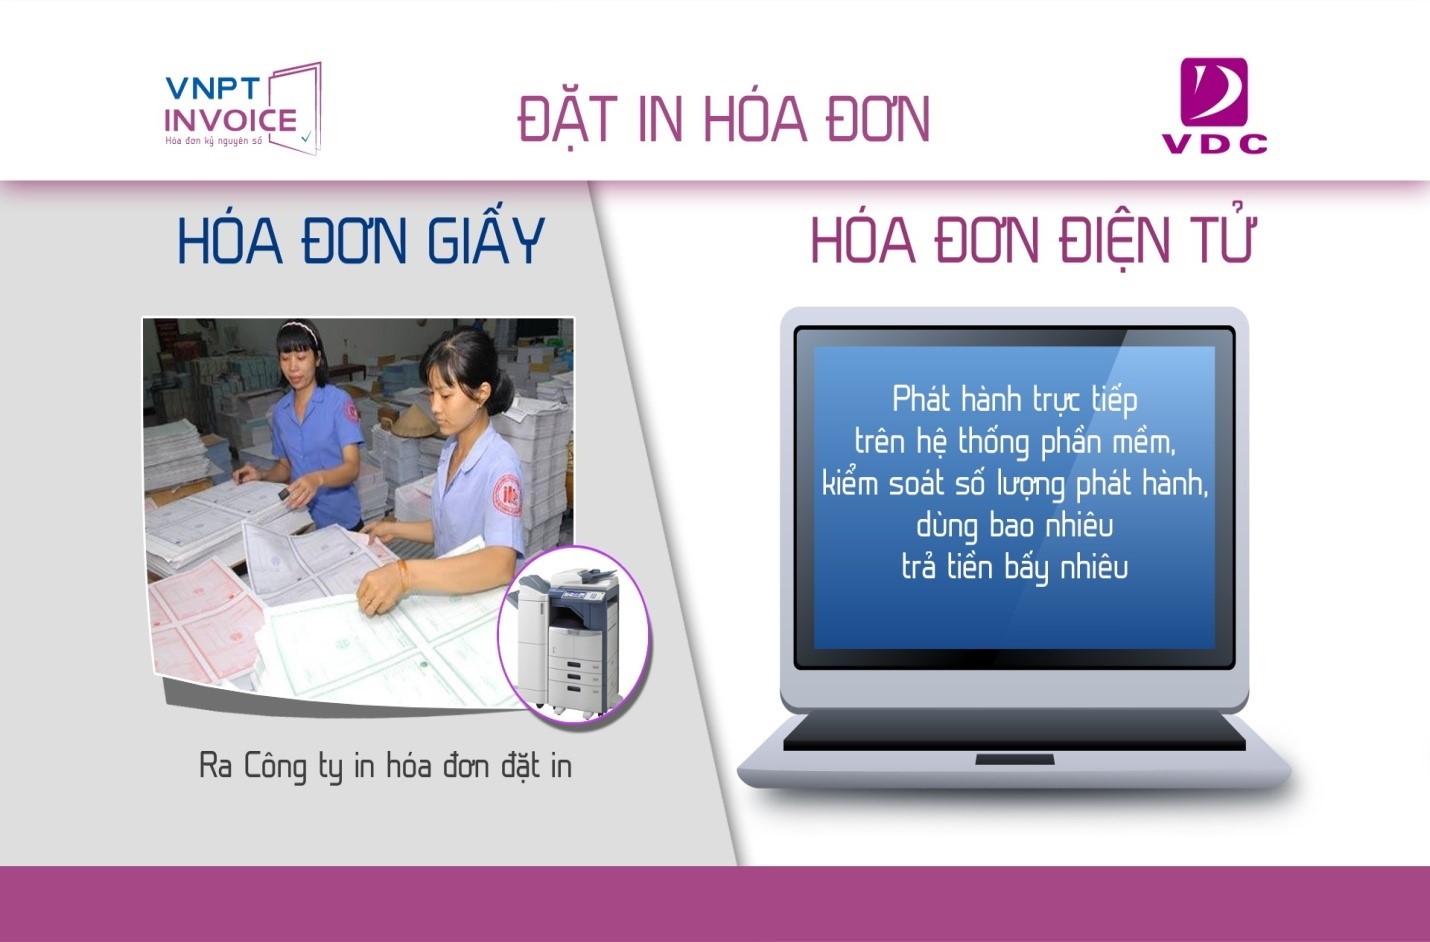 VNPT
INVOICE
Hóa đơn kỷ nguyên số
ĐẶT IN HÓA ĐƠN
VDC
HÓA ĐƠN GIẤY
HÓA ĐƠN ĐIỆN TỬ
Phát hành trực tiếp
trên hệ thống phần mềm,
kiểm soát số lượng phát hành,
dùng bao nhiêu
trả tiền bấy nhiêu
Ra Công ty in hóa đơn đặt in